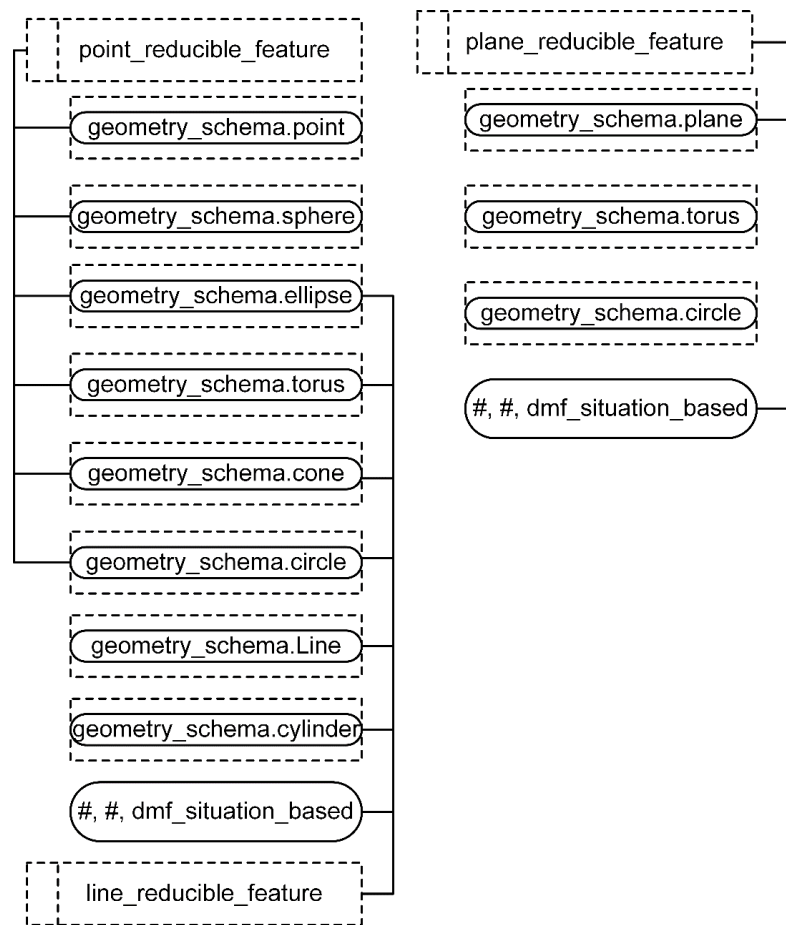 point_reducible_feature
geometry_schema.point
geometry_schema.sphere
geometry_schema.ellipse
geometry_schema.torus
geometry_schema.cone
geometry_schema.circle
geometry_schema.Line
geometry_schema.cylinder
#, #, dmf_situation_based
line_reducible_feature
plane_reducible_feature
geometry_schema.plane
geometry_schema.torus
geometry_schema.circle
#, #, dmf_situation_based